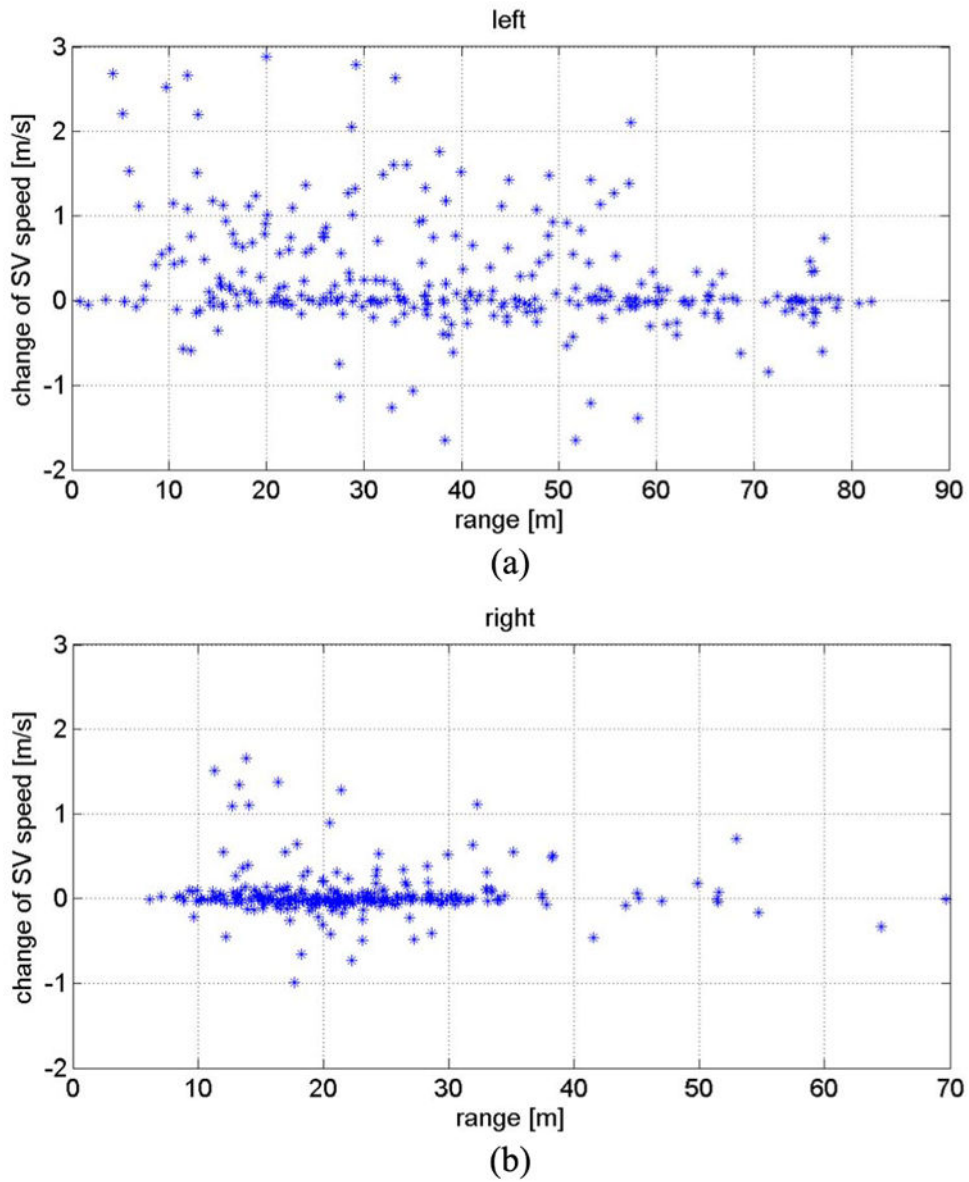 left
3
2
1
0
-1
-2
change of SV speed [m/s]
0 10 20 30 40 50 60 70 80 90
range [m]
(a)
right
3
2
1
0
-1
-2
change of SV speed [m/s]
0 10 20 30 40 50 60 70
range [m]
(b)